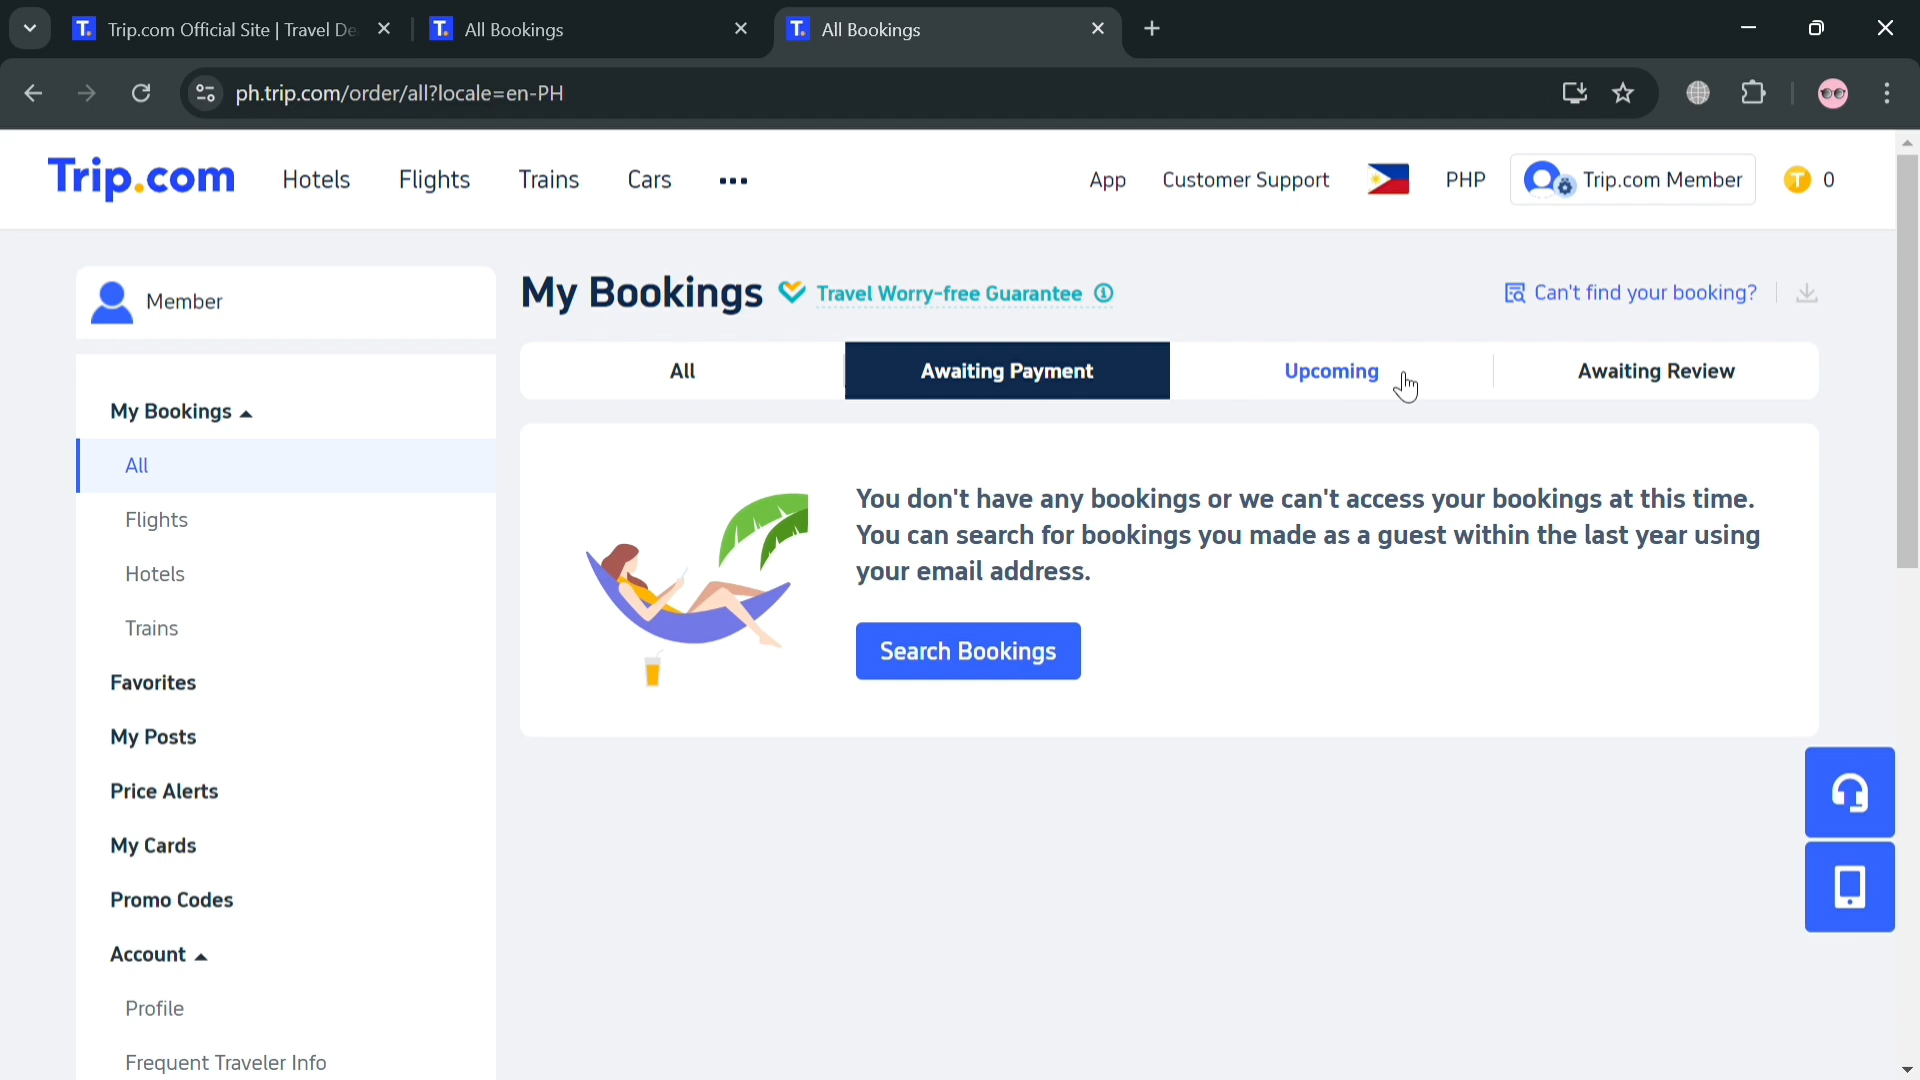 Trip.com Official Site | Travel De
All Bookings
All Bookings
ph.trip.com/order/all?locale=en-PH
Trip.com
Hotels
Flights
Trains
Cars
App
Customer Support
PHP
Trip.com Member
0
Member
My Bookings
Travel Worry-free Guarantee
Can't find your booking?
All
Awaiting Payment
Upcoming
Awaiting Review
My Bookings
All
Flights
Hotels
Trains
Favorites
My Posts
Price Alerts
My Cards
Promo Codes
Account
Profile
Frequent Traveler Info
You don't have any bookings or we can't access your bookings at this time.
You can search for bookings you made as a guest within the last year using
your email address.
Search Bookings